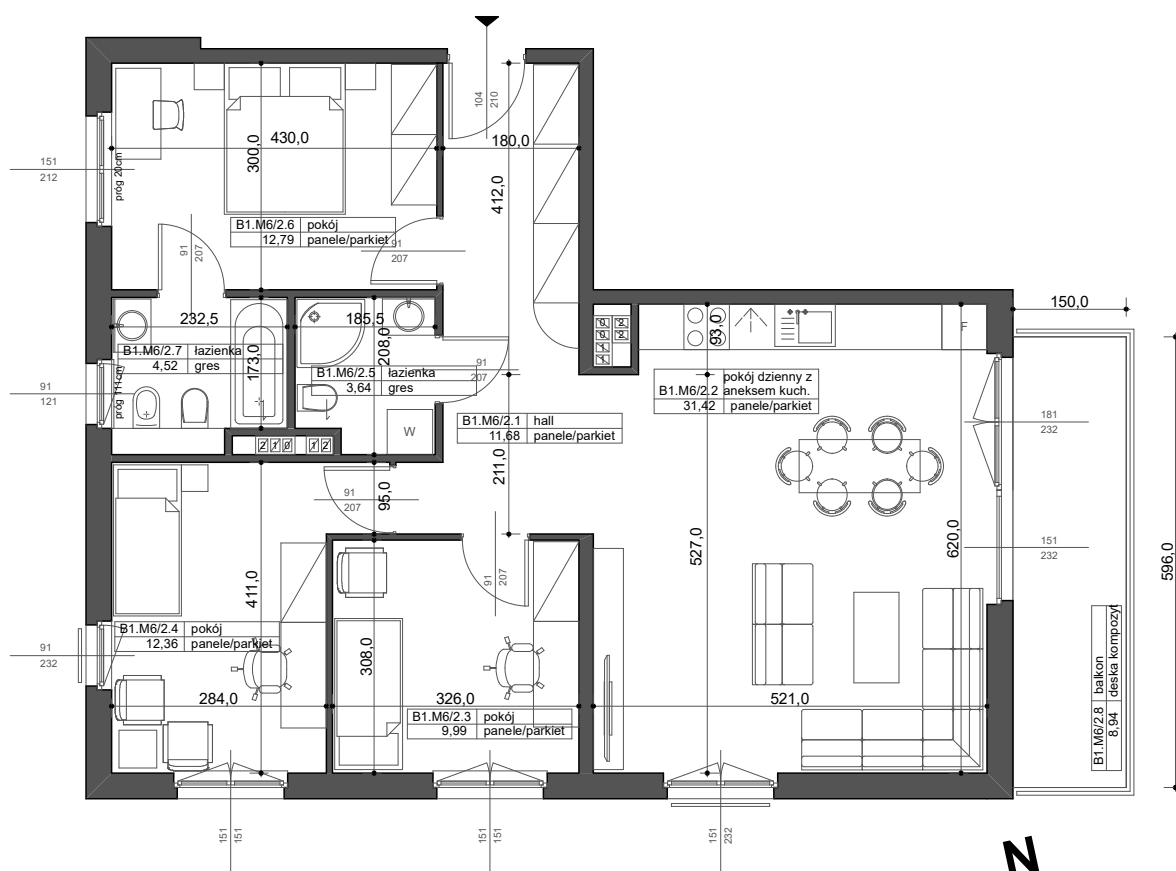 104
210
430,0
300,0
180,0
412,0
151
212
próg 20cm
B1.M6/2.6 pokój
12,79 panele/parkiet
91
207
91
207
150,0
232,5
185,5
208,0
93,0
F
B1.M6/2.7 łazienka
4,52 gres
173,0
91
121
próg 111cm
B1.M6/2.5 łazienka
3,64 gres
91
207
B1.M6/2.2 pokój dzienny z
aneksem kuch.
31,42 panele/parkiet
W
B1.M6/2.1 hall
11,68 panele/parkiet
181
232
211,0
95,0
91
207
527,0
620,0
151
232
596,0
411,0
91
207
B1.M6/2.4 pokój
12,36 panele/parkiet
91
232
308,0
284,0
326,0
521,0
B1.M6/2.3 pokój
9,99 panele/parkiet
B1.M6/2.8 balkon
8,94 deska kompozyt
151
151
151
151
151
232
N